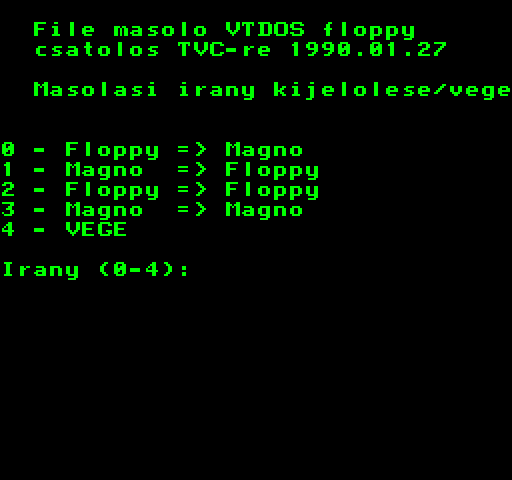 File masolo VTDOS floppy
csatolos TVC-re 1990.01.27
Masolasi irany kijelolese/vege
0 - Floppy => Magno
1 - Magno  => Floppy
2 - Floppy => Floppy
3 - Magno  => Magno
4 - VEGE
Irany (0-4):